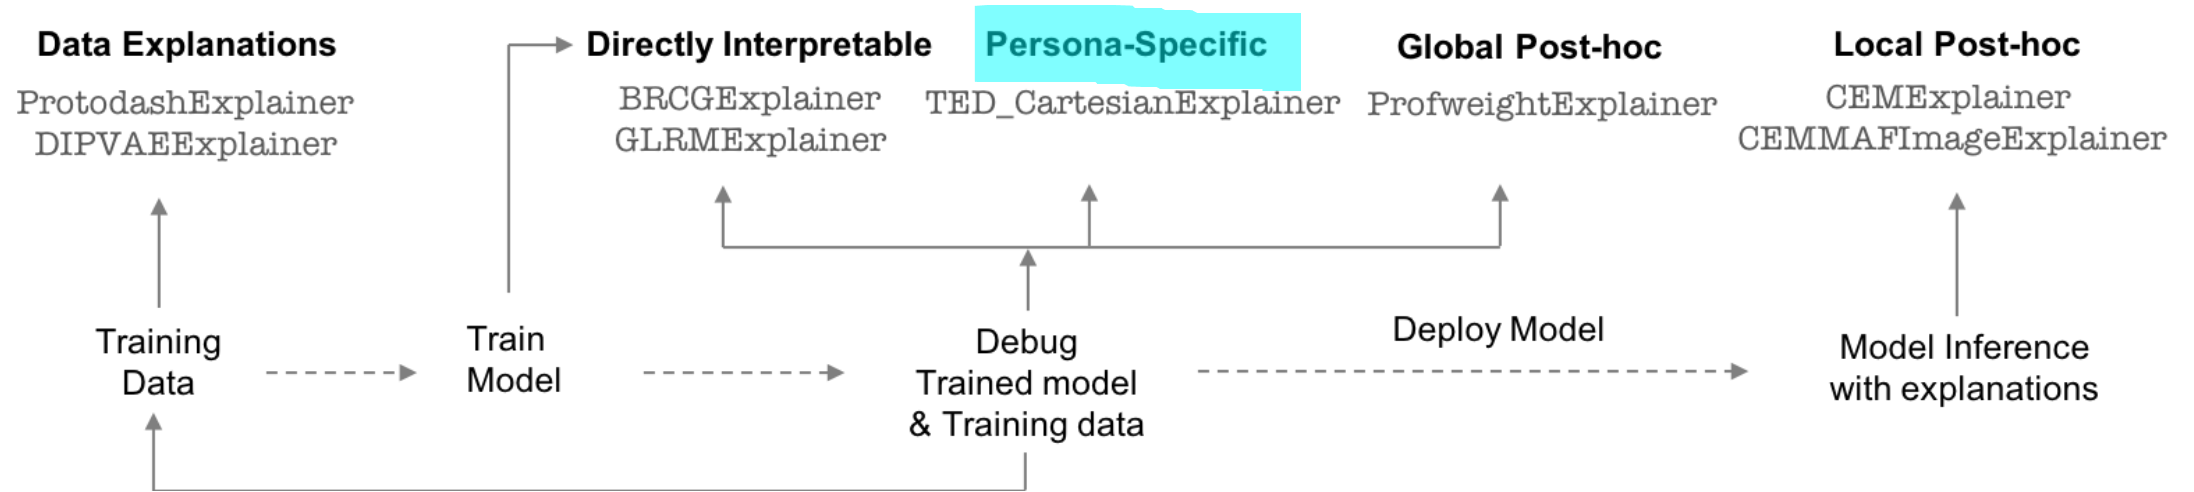 Data Explanations
ProtodashExplainer
DIPVAEExplainer
Directly Interpretable
BRCGExplainer
GLRMExplainer
Persona-Specific
TED_CartesianExplainer
Global Post-hoc
ProfweightExplainer
Local Post-hoc
CEMExplainer
CEMMAFImageExplainer
Training
Data
Train
Model
Debug
Trained model
& Training data
Deploy Model
Model Inference
with explanations